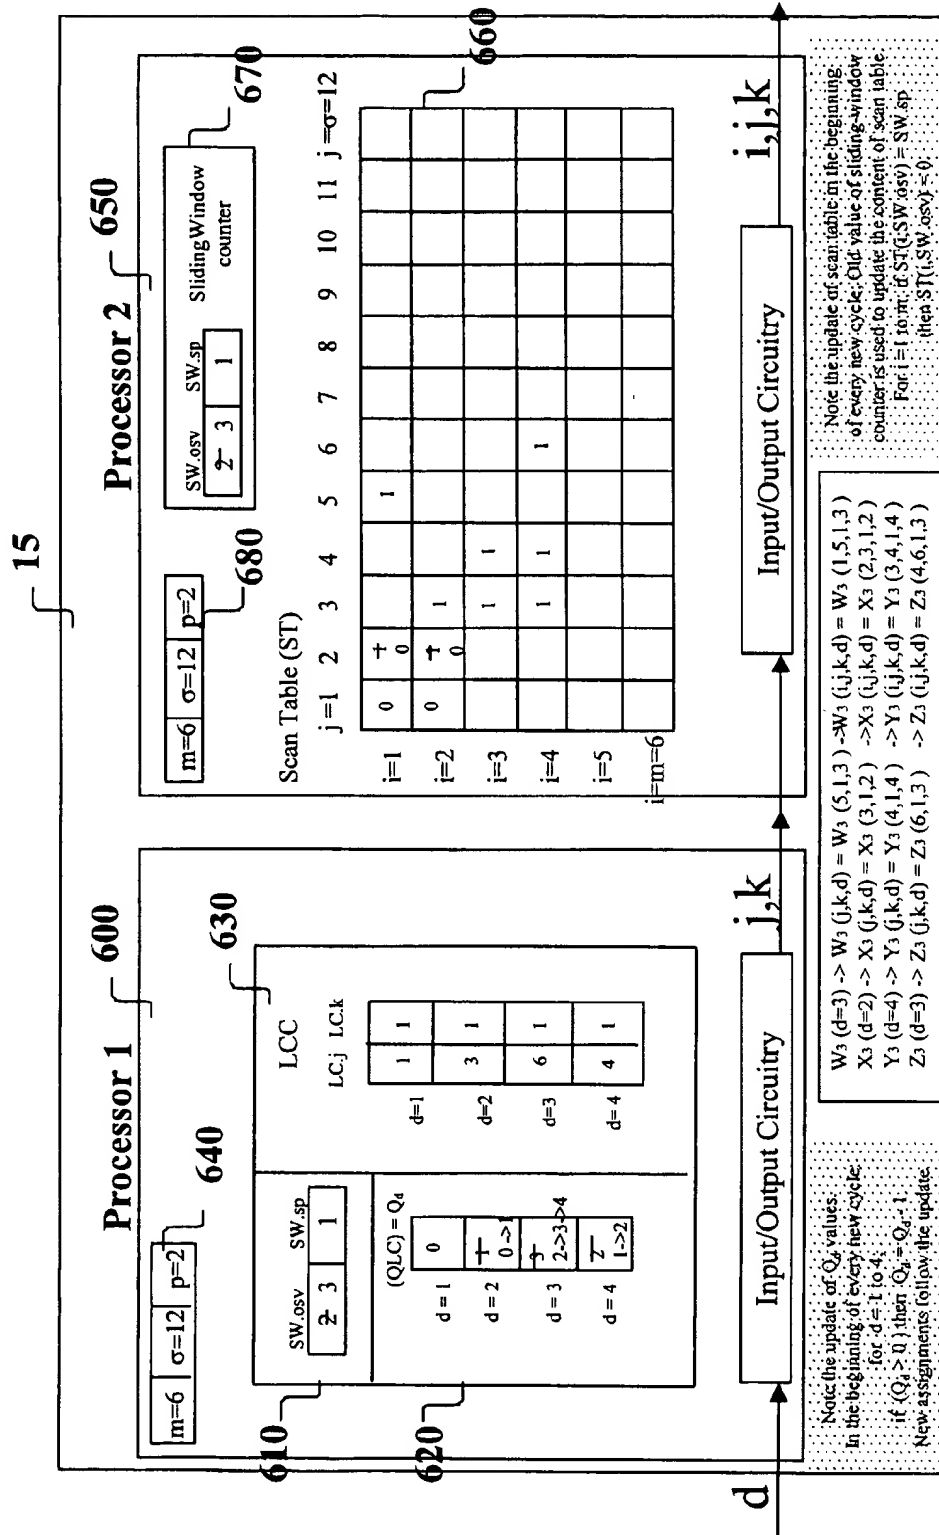 15
Processor 1
600
m=6 σ=12 p=2
640
SW.osv SW.sp
2 3 1
610
(QLC) = Qd
d = 1 0
d = 2 1 0->1
d = 3 3 2->3->4
d = 4 2 1->2
620
LCC
630
LC.j LC.k
d=1 1 1
d=2 3 1
d=3 6 1
d= 4 4 1
Input/Output Circuitry
d
j,k
Processor 2
650
m=6 σ=12 p=2
680
SW.osv SW.sp
2 3 1
Sliding Window
counter
670
Scan Table (ST)
660
j=1 2 3 4 5 6 7 8 9 10 11 j=σ=12
i=1 0 1 0 1
i=2 0 1 0 1
i=3 1 1
i=4 1 1 1
i=5
i=m=6
Input/Output Circuitry
i,j,k
Note the update of Qd values.
In the beginning of every new cycle:
for d = 1 to 4,
if (Qd > 0 ) then Qd = Qd - 1
New assignments follow the update.
W3 (d=3) -> W3 (j,k,d) = W3 (5,1,3 ) ->W3 (i,j,k,d) = W3 (1,5,1,3 )
X3 (d=2) -> X3 (j,k,d) = X3 (3,1,2 ) ->X3 (i,j,k,d) = X3 (2,3,1,2 )
Y3 (d=4) -> Y3 (j,k,d) = Y3 (4,1,4 ) ->Y3 (i,j,k,d) = Y3 (3,4,1,4 )
Z3 (d=3) -> Z3 (j,k,d) = Z3 (6,1,3 ) -> Z3 (i,j,k,d) = Z3 (4,6,1,3 )
Note the update of scan table in the beginning
of every new cycle; Old value of sliding-window
counter is used to update the content of scan table.
For i = 1 to m, if ST(i,SW.osv) = SW.sp
then ST(i,SW.osv) = 0